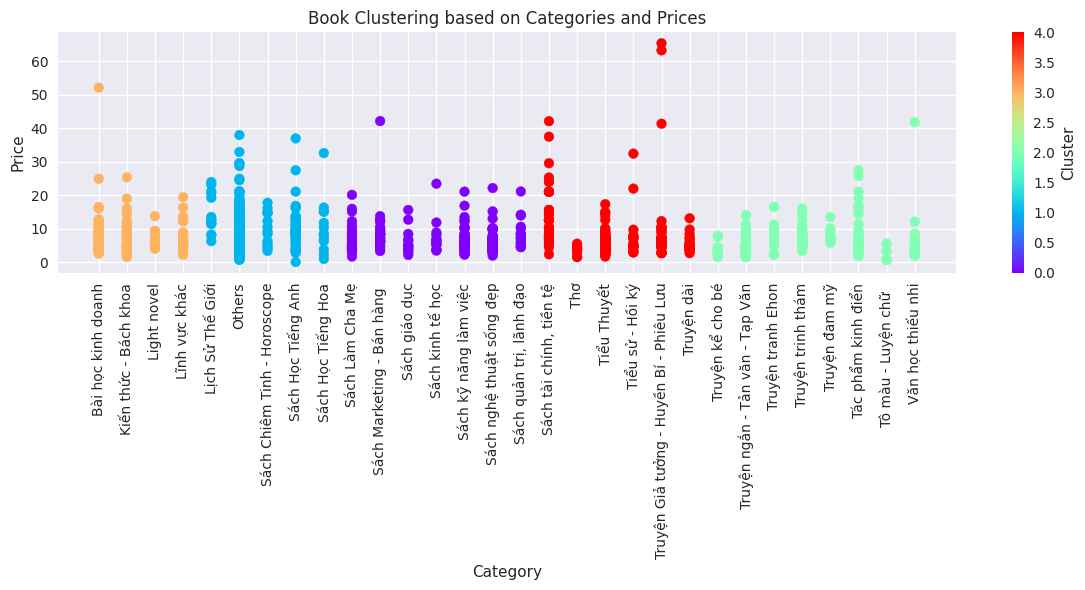 Book Clustering based on Categories and Prices
Price
60
50
40
30
20
10
0
Bài học kinh doanh
Kiến thức - Bách khoa
Light novel
Lĩnh vực khác
Lịch Sử Thế Giới
Others
Sách Chiêm Tinh - Horoscope
Sách Học Tiếng Anh
Sách Học Tiếng Hoa
Sách Làm Cha Mẹ
Sách Marketing - Bán hàng
Sách giáo dục
Sách kinh tế học
Sách kỹ năng làm việc
Sách nghệ thuật sống đẹp
Sách quản trị, lãnh đạo
Sách tài chính, tiền tệ
Thơ
Tiểu Thuyết
Tiểu sử - Hồi ký
Truyện Giả tưởng - Huyền Bí - Phiêu Lưu
Truyện dài
Truyện kể cho bé
Truyện ngắn - Tản văn - Tạp Văn
Truyện tranh Ehon
Truyện trinh thám
Truyện đam mỹ
Tác phẩm kinh điển
Tô màu - Luyện chữ
Văn học thiếu nhi
Category
4.0
3.5
3.0
2.5
2.0
1.5
1.0
0.5
0.0
Cluster